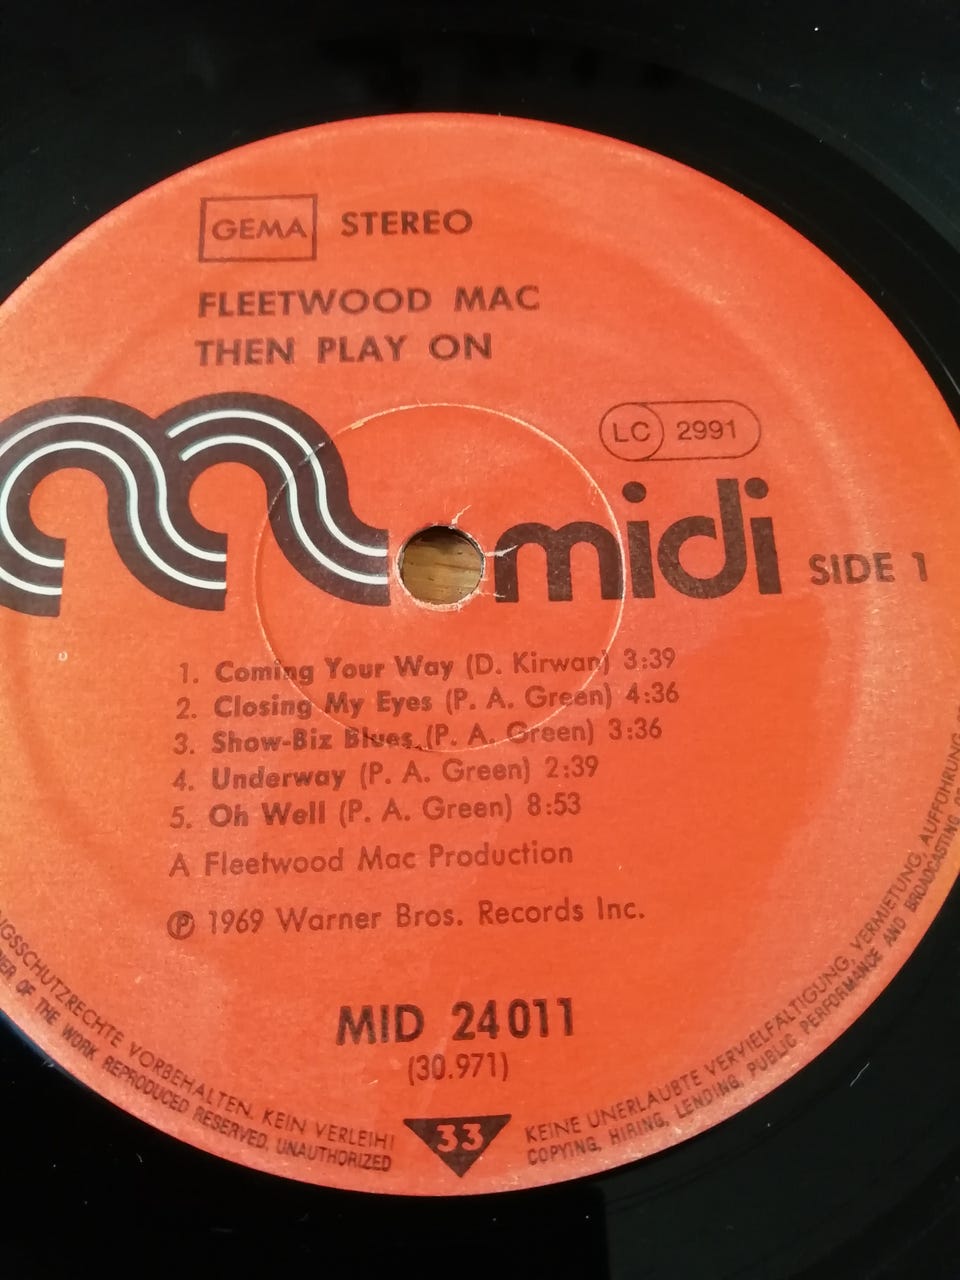 GEMA STEREO
FLEETWOOD MAC
THEN PLAY ON
LC 2991
midi SIDE 1
1. Coming Your Way (D. Kirwan) 3:39
2. Closing My Eyes (P. A. Green) 4:36
3. Show-Biz Blues (P. A. Green) 3:36
4. Underway (P. A. Green) 2:39
5. Oh Well (P. A. Green) 8:53
A Fleetwood Mac Production
℗ 1969 Warner Bros. Records Inc.
MID 24011
(30.971)
33
VORBEHALTEN. KEIN VERLEIH!
OF THE WORK REPRODUCED RESERVED, UNAUTHORIZED
KEINE UNERLAUBTE VERVIELFÄLTIGUNG, VERMIETUNG, AUFFÜHRUNG,
COPYING, HIRING, LENDING, PUBLIC PERFORMANCE AND BROADCASTING